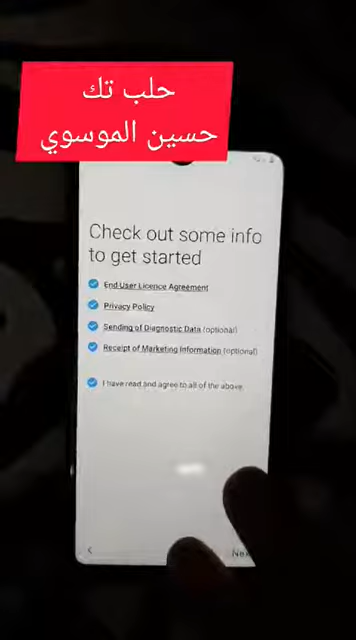 حلب تك
حسين الموسوي
Check out some info
to get started
End User Licence Agreement
Privacy Policy
Sending of Diagnostic Data (optional)
Receipt of Marketing Information (optional)
I have read and agree to all of the above.